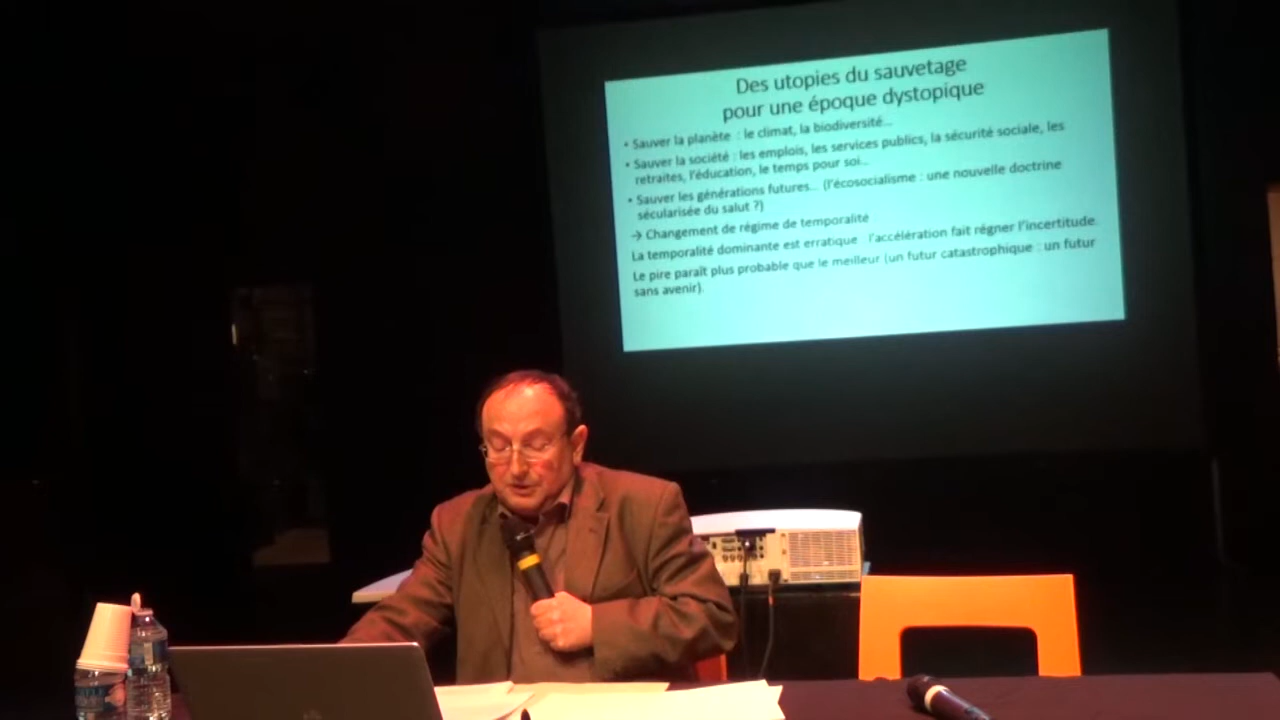 Des utopies du sauvetage
pour une époque dystopique
• Sauver la planète : le climat, la biodiversité...
• Sauver la société : les emplois, les services publics, la sécurité sociale, les
retraites, l'éducation, le temps pour soi...
• Sauver les générations futures... (l'écosocialisme : une nouvelle doctrine
sécularisée du salut ?)
→ Changement de régime de temporalité
La temporalité dominante est erratique : l'accélération fait régner l'incertitude.
Le pire paraît plus probable que le meilleur (un futur catastrophique : un futur
sans avenir).